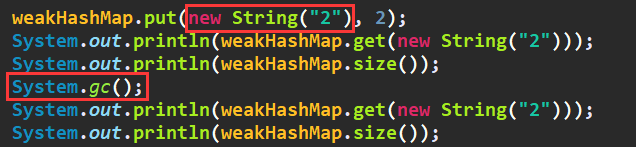 weakHashMap.put(new String("2"), 2);
System.out.println(weakHashMap.get(new String("2")));
System.out.println(weakHashMap.size());
System.gc();
System.out.println(weakHashMap.get(new String("2")));
System.out.println(weakHashMap.size());